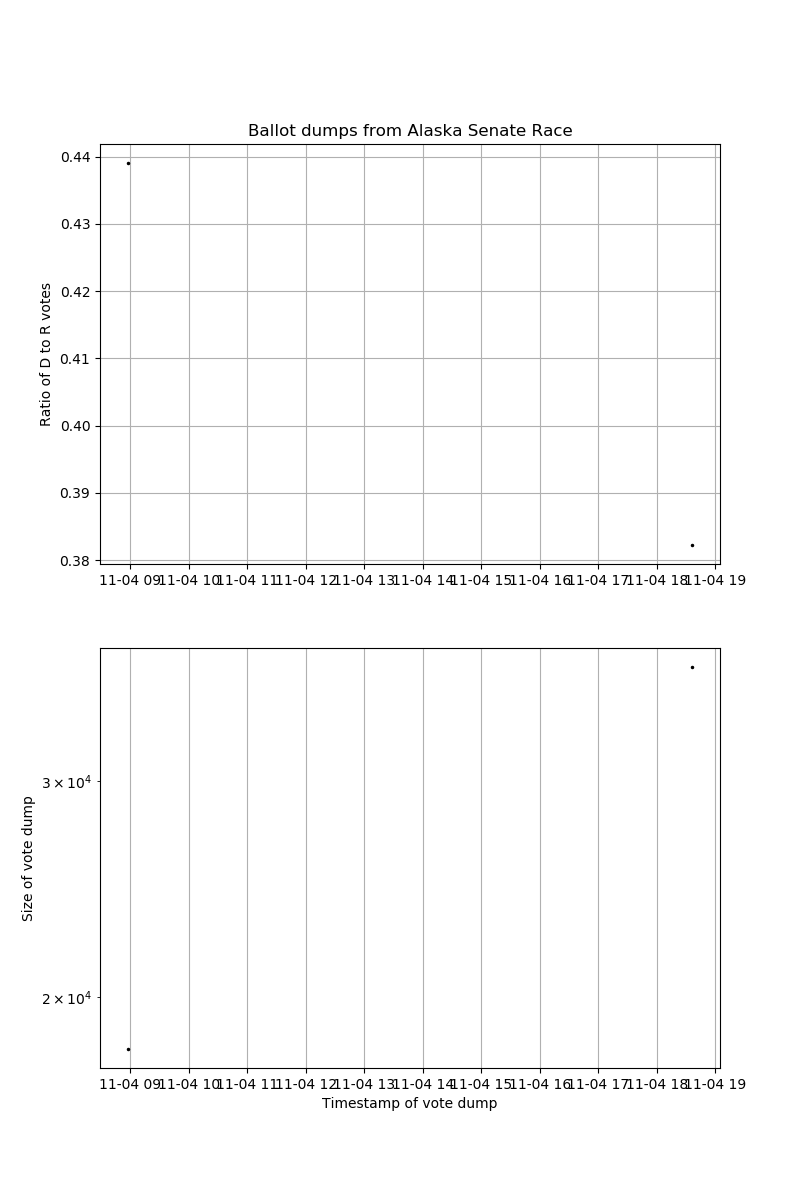 Ballot dumps from Alaska Senate Race
Ratio of D to R votes
0.44
0.43
0.42
0.41
0.40
0.39
0.38
11-04 09 11-04 10 11-04 11 11-04 12 11-04 13 11-04 14 11-04 15 11-04 16 11-04 17 11-04 18 11-04 19
Size of vote dump
3 × 10⁴
2 × 10⁴
11-04 09 11-04 10 11-04 11 11-04 12 11-04 13 11-04 14 11-04 15 11-04 16 11-04 17 11-04 18 11-04 19
Timestamp of vote dump